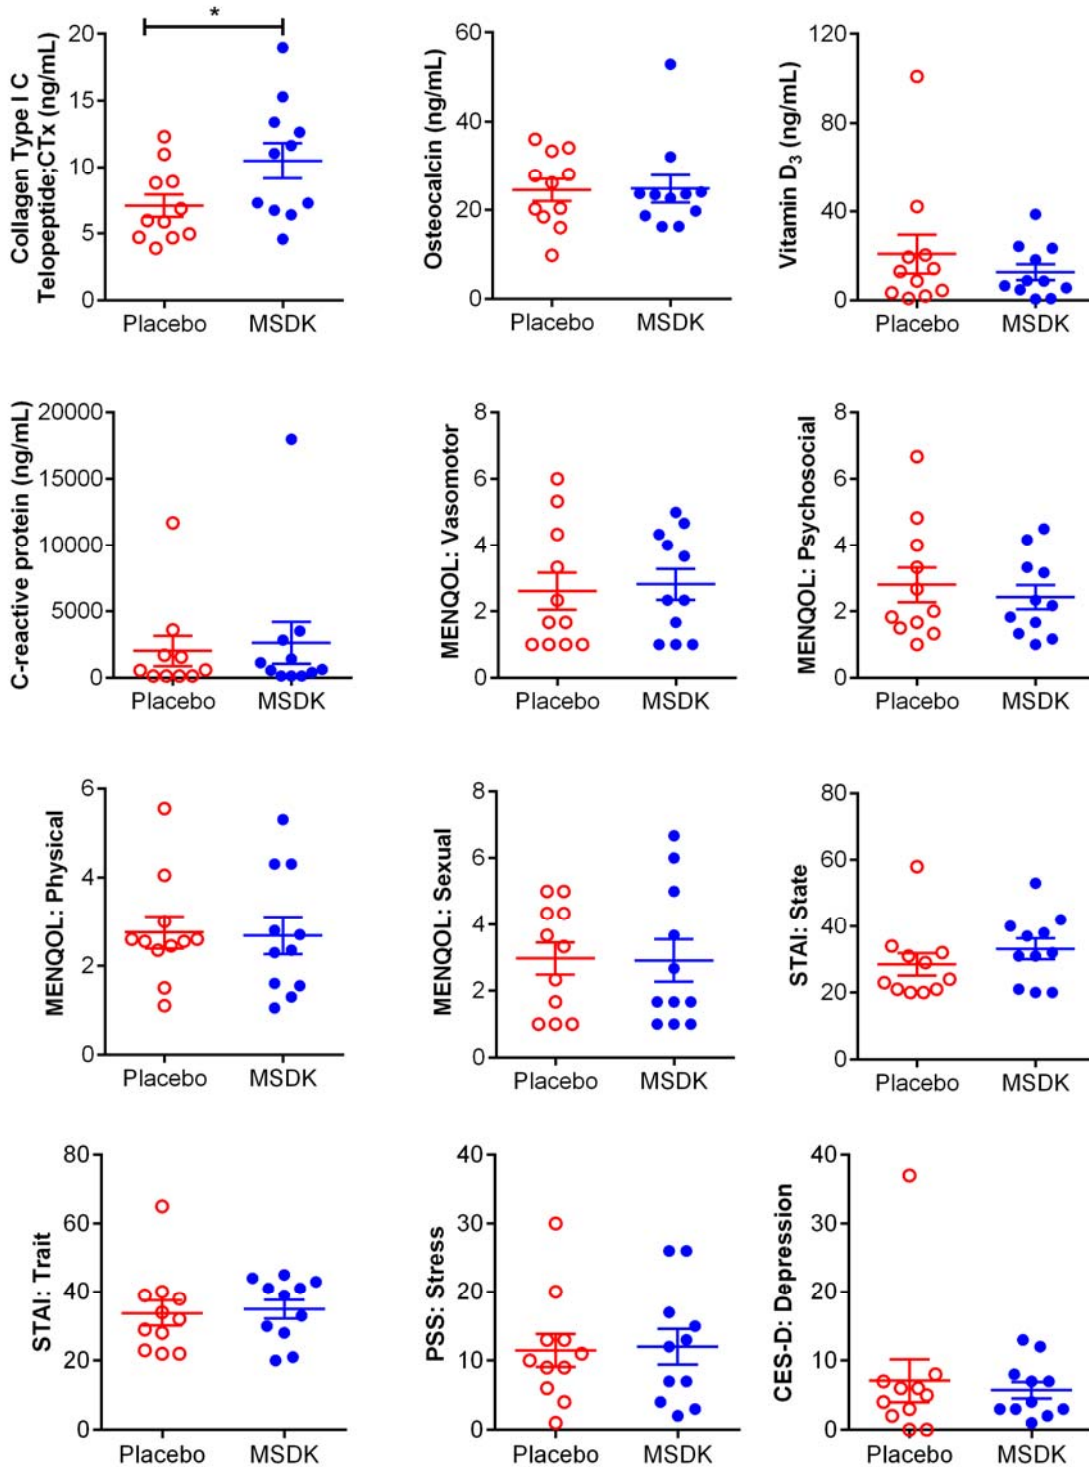 *
Collagen Type I C
Telopeptide;CTx (ng/mL)
20
15
10
5
0
Placebo
MSDK
Osteocalcin (ng/mL)
60
40
20
0
Placebo
MSDK
Vitamin D₃ (ng/mL)
120
80
40
0
Placebo
MSDK
C-reactive protein (ng/mL)
20000
15000
10000
5000
0
Placebo
MSDK
MENQOL: Vasomotor
8
6
4
2
0
Placebo
MSDK
MENQOL: Psychosocial
8
6
4
2
0
Placebo
MSDK
MENQOL: Physical
6
4
2
0
Placebo
MSDK
MENQOL: Sexual
8
6
4
2
0
Placebo
MSDK
STAI: State
80
60
40
20
0
Placebo
MSDK
STAI: Trait
80
60
40
20
0
Placebo
MSDK
PSS: Stress
40
30
20
10
0
Placebo
MSDK
CES-D: Depression
40
30
20
10
0
Placebo
MSDK